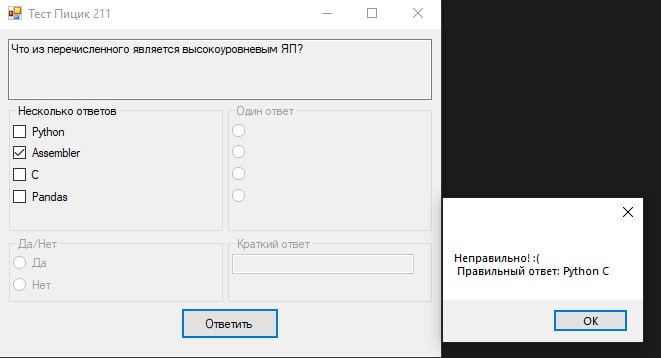 Тест Пицик 211
Что из перечисленного является высокоуровневым ЯП?
Несколько ответов
Python
Assembler
C
Pandas
Один ответ
Да/Нет
Да
Нет
Краткий ответ
Ответить
Неправильно! :(
Правильный ответ: Python C
OK